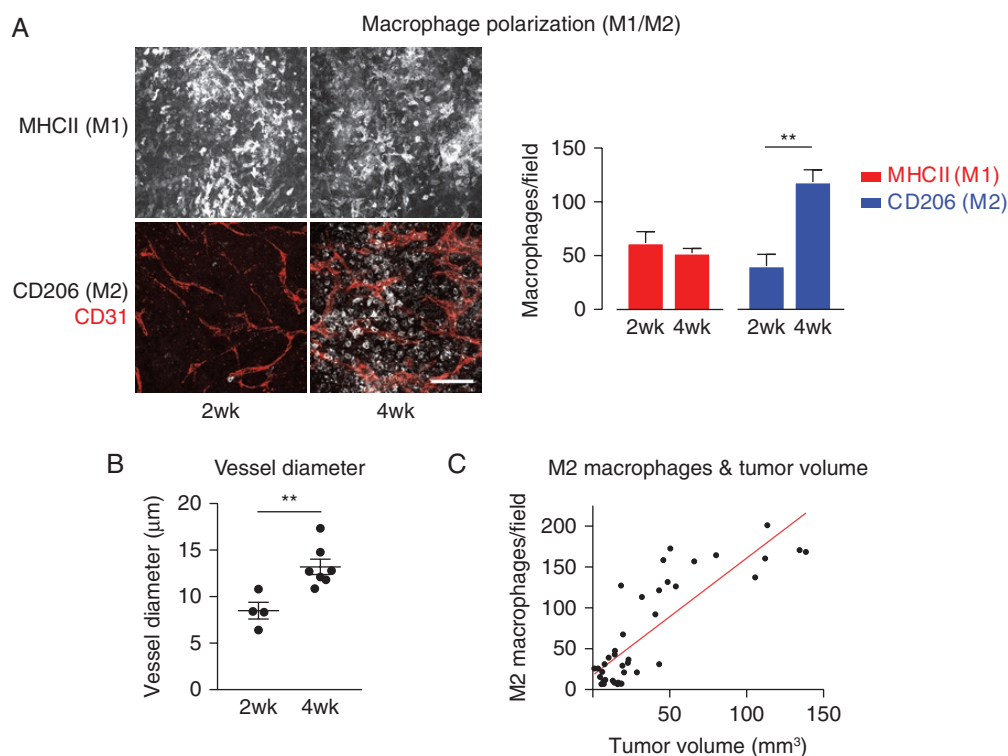 A
Macrophage polarization (M1/M2)
MHCII (M1)
CD206 (M2)
CD31
2wk
4wk
Macrophages/field
150
100
50
0
**
2wk
4wk
2wk
4wk
MHCII (M1)
CD206 (M2)
B
Vessel diameter
Vessel diameter (µm)
20
15
10
5
0
**
2wk
4wk
C
M2 macrophages & tumor volume
M2 macrophages/field
200
150
100
50
0
50
100
150
Tumor volume (mm³)